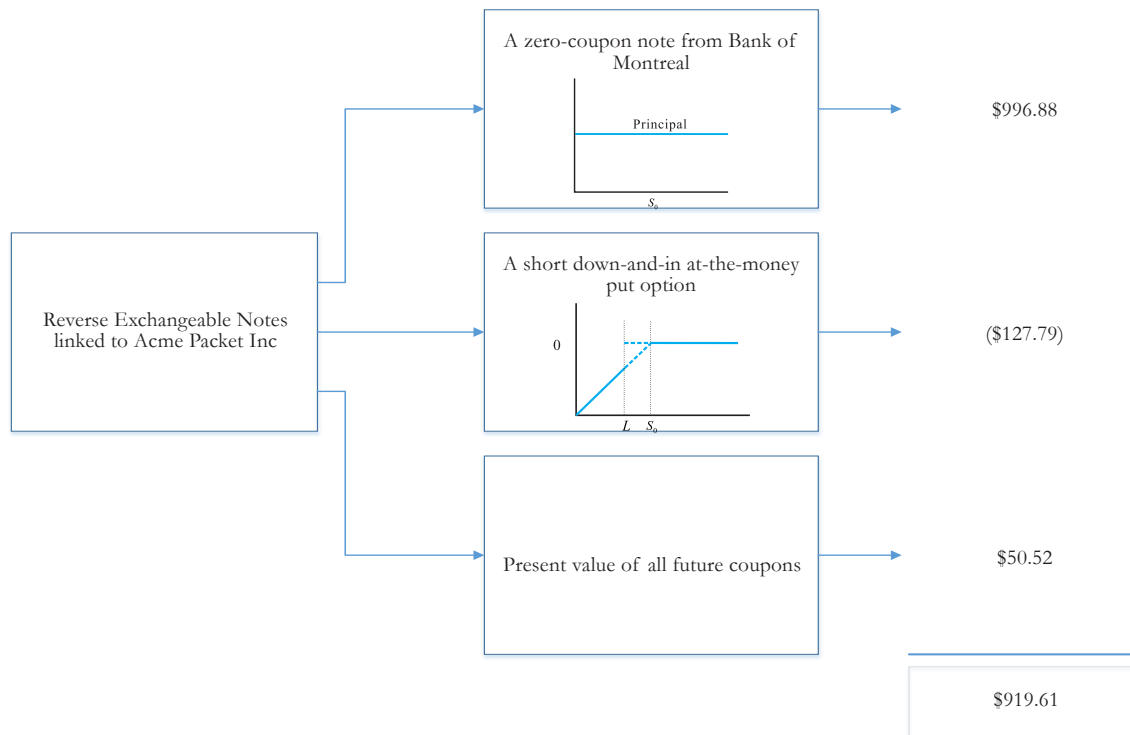 A zero-coupon note from Bank of
Montreal
Principal
S₀
$996.88
Reverse Exchangeable Notes
linked to Acme Packet Inc
A short down-and-in at-the-money
put option
0
L S₀
($127.79)
Present value of all future coupons
$50.52
$919.61